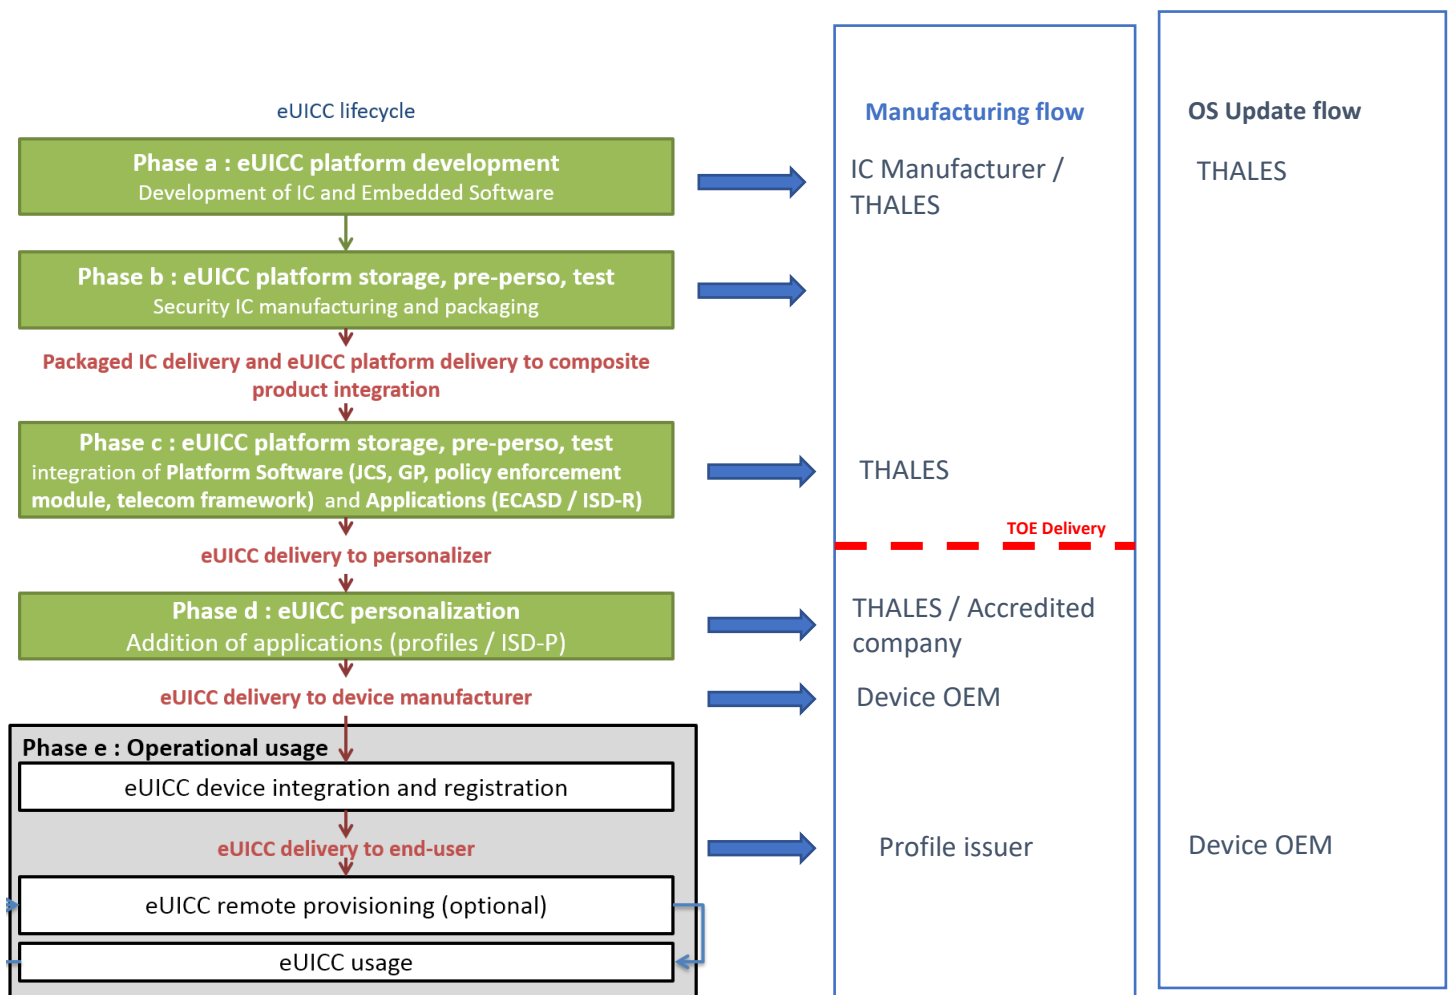 eUICC lifecycle
Manufacturing flow
OS Update flow
Phase a : eUICC platform development
Development of IC and Embedded Software
IC Manufacturer /
THALES
THALES
Phase b : eUICC platform storage, pre-perso, test
Security IC manufacturing and packaging
Packaged IC delivery and eUICC platform delivery to composite
product integration
Phase c : eUICC platform storage, pre-perso, test
integration of Platform Software (JCS, GP, policy enforcement
module, telecom framework) and Applications (ECASD / ISD-R)
THALES
TOE Delivery
eUICC delivery to personalizer
Phase d : eUICC personalization
Addition of applications (profiles / ISD-P)
THALES / Accredited
company
eUICC delivery to device manufacturer
Device OEM
Phase e : Operational usage
eUICC device integration and registration
eUICC delivery to end-user
Profile issuer
Device OEM
eUICC remote provisioning (optional)
eUICC usage